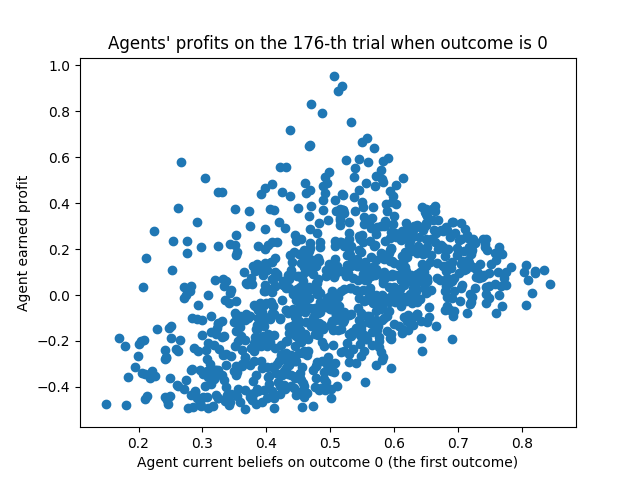 Agents' profits on the 176-th trial when outcome is 0
1.0
0.8
0.6
0.4
0.2
0.0
−0.2
−0.4
Agent earned profit
0.2 0.3 0.4 0.5 0.6 0.7 0.8
Agent current beliefs on outcome 0 (the first outcome)